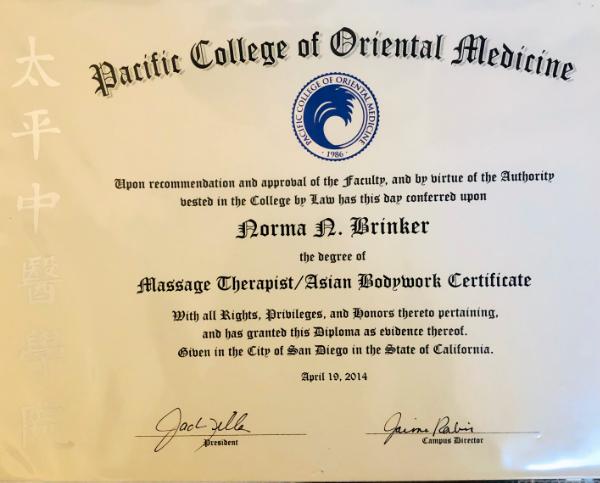 太平中醫學院
Pacific College of Oriental Medicine
PACIFIC COLLEGE OF ORIENTAL MEDICINE
· 1986 ·
Upon recommendation and approval of the Faculty, and by virtue of the Authority
vested in the College by Law has this day conferred upon
Norma N. Brinker
the degree of
Massage Therapist/Asian Bodywork Certificate
With all Rights, Privileges, and Honors thereto pertaining,
and has granted this Diploma as evidence thereof.
Given in the City of San Diego in the State of California.
April 19, 2014
President
Campus Director